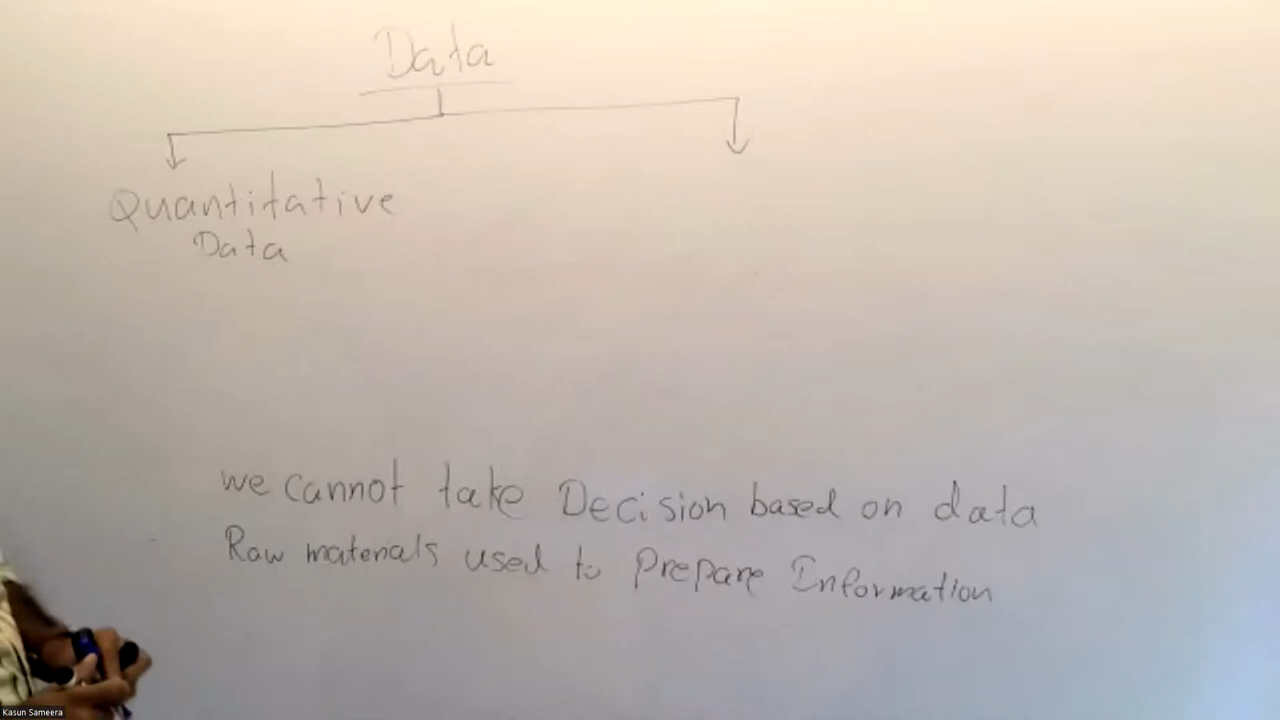 Data
Quantitative
Data
we cannot take Decision based on data
Raw materials used to Prepare Information
Kasun Sameera